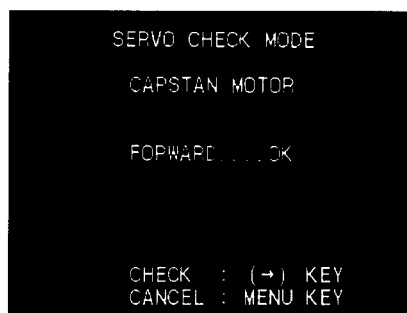 SERVO CHECK MODE
CAPSTAN MOTOR
FORWARD....OK
CHECK : (→) KEY
CANCEL : MENU KEY